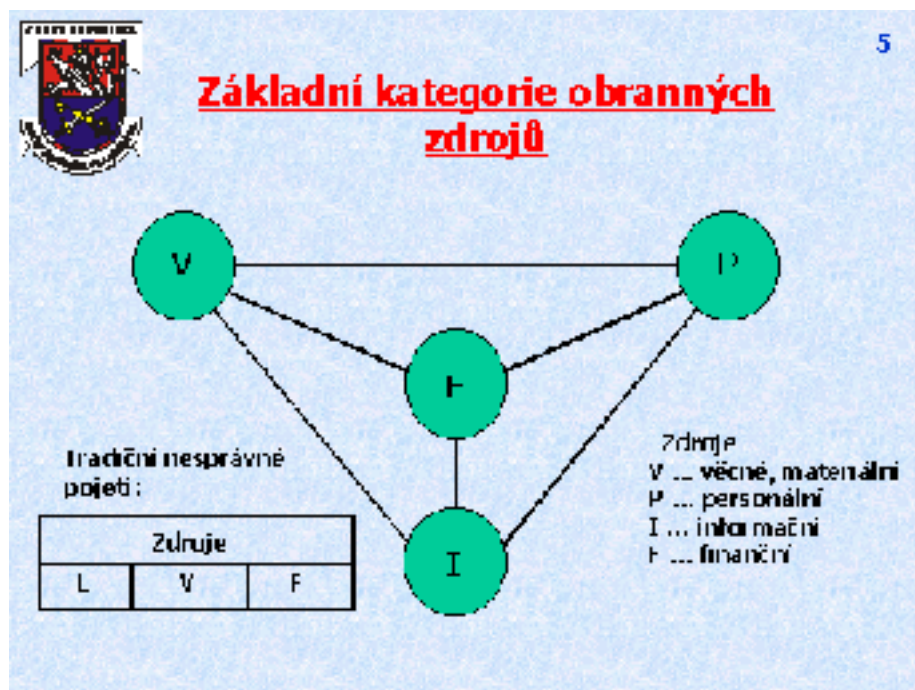 5
Základní kategorie obranných
zdrojů
V
P
F
I
Tradiční nesprávné
pojetí:
Zdroje
L V F
Zdroje
V ... věcné, materiální
P ... personální
I ... informační
F ... finanční